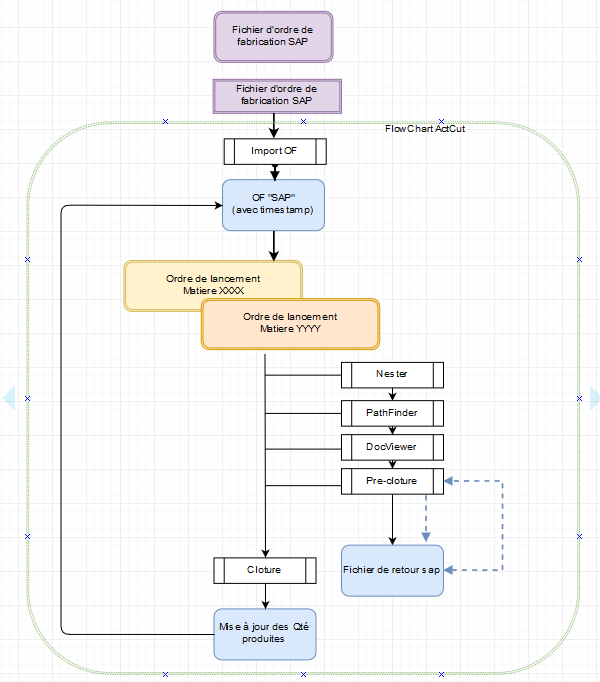 Fichier d'ordre de
fabrication SAP
Fichier d'ordre de
fabrication SAP
FlowChart ActCut
Import OF
OF "SAP"
(avec timestamp)
Ordre de lancement
Matiere XXXX
Ordre de lancement
Matiere YYYY
Nester
PathFinder
DocViewer
Pre-cloture
Cloture
Fichier de retour sap
Mise à jour des Qté
produites